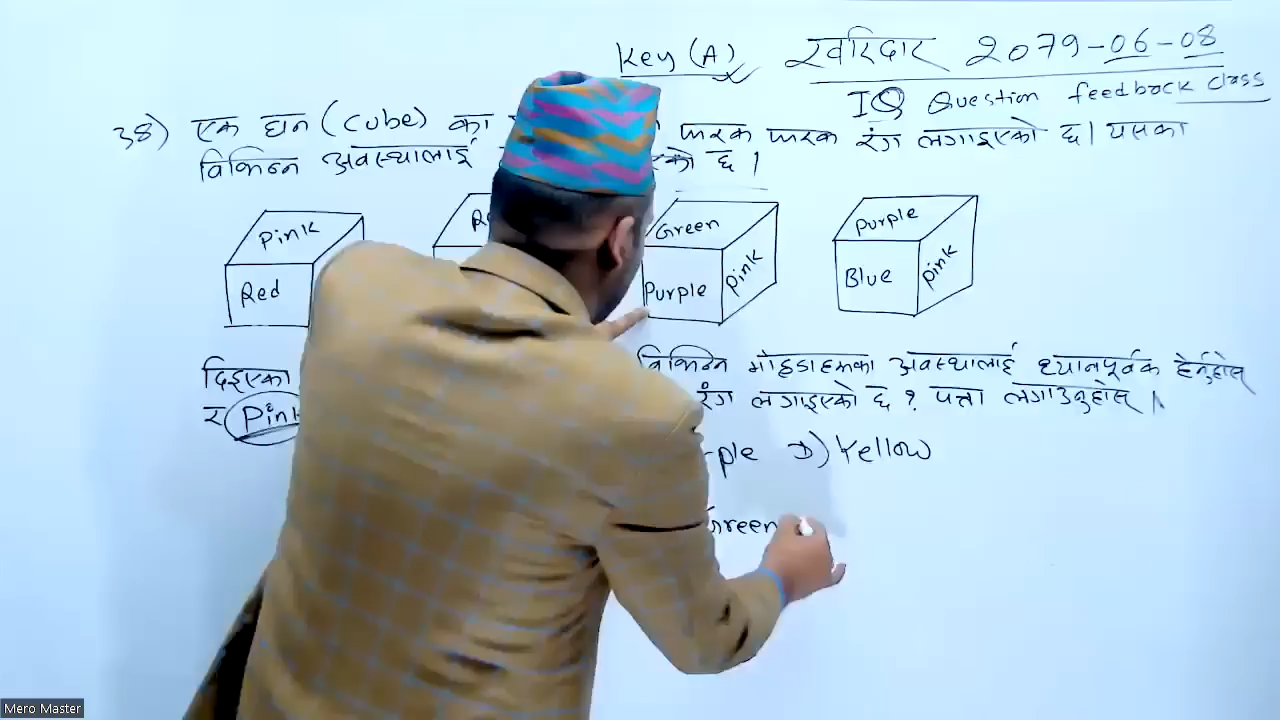 Key (A) खरिदार 2079-06-08
IQ Question feedback class
38) एक घन (cube) का फरक फरक रंग लगाइएको छ। यसका
विभिन्न अवस्थालाई एको छ।
Pink
Red
Green
Purple
Pink
Purple
Blue
Pink
दिइएका विभिन्न मोहडाहरूका अवस्थालाई ध्यानपूर्वक हेर्नुहोस्
र Pink रंग लगाइएको छ? पत्ता लगाउनुहोस्।
ple D) Yellow
Green
Mero Master